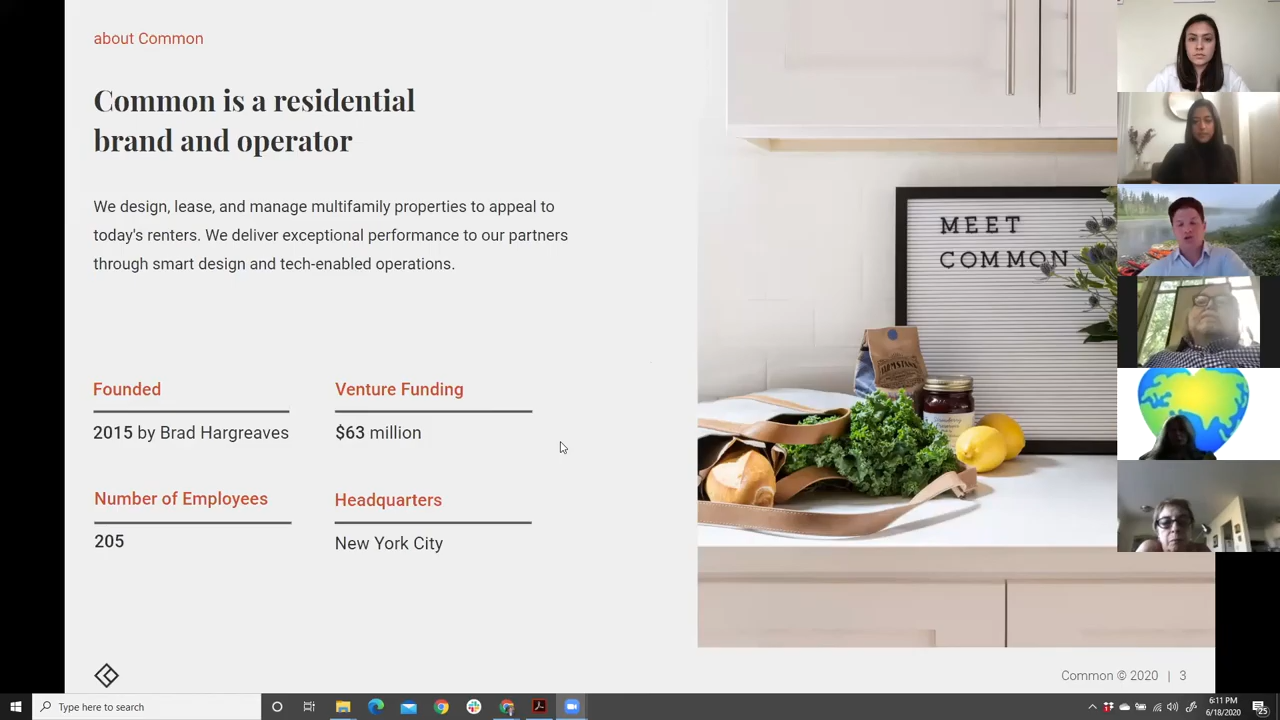 about Common
Common is a residential
brand and operator
We design, lease, and manage multifamily properties to appeal to
today's renters. We deliver exceptional performance to our partners
through smart design and tech-enabled operations.
Founded
2015 by Brad Hargreaves
Venture Funding
$63 million
Number of Employees
205
Headquarters
New York City
MEET
COMMON
Common © 2020 | 3
Type here to search
6:11 PM
6/18/2020
25